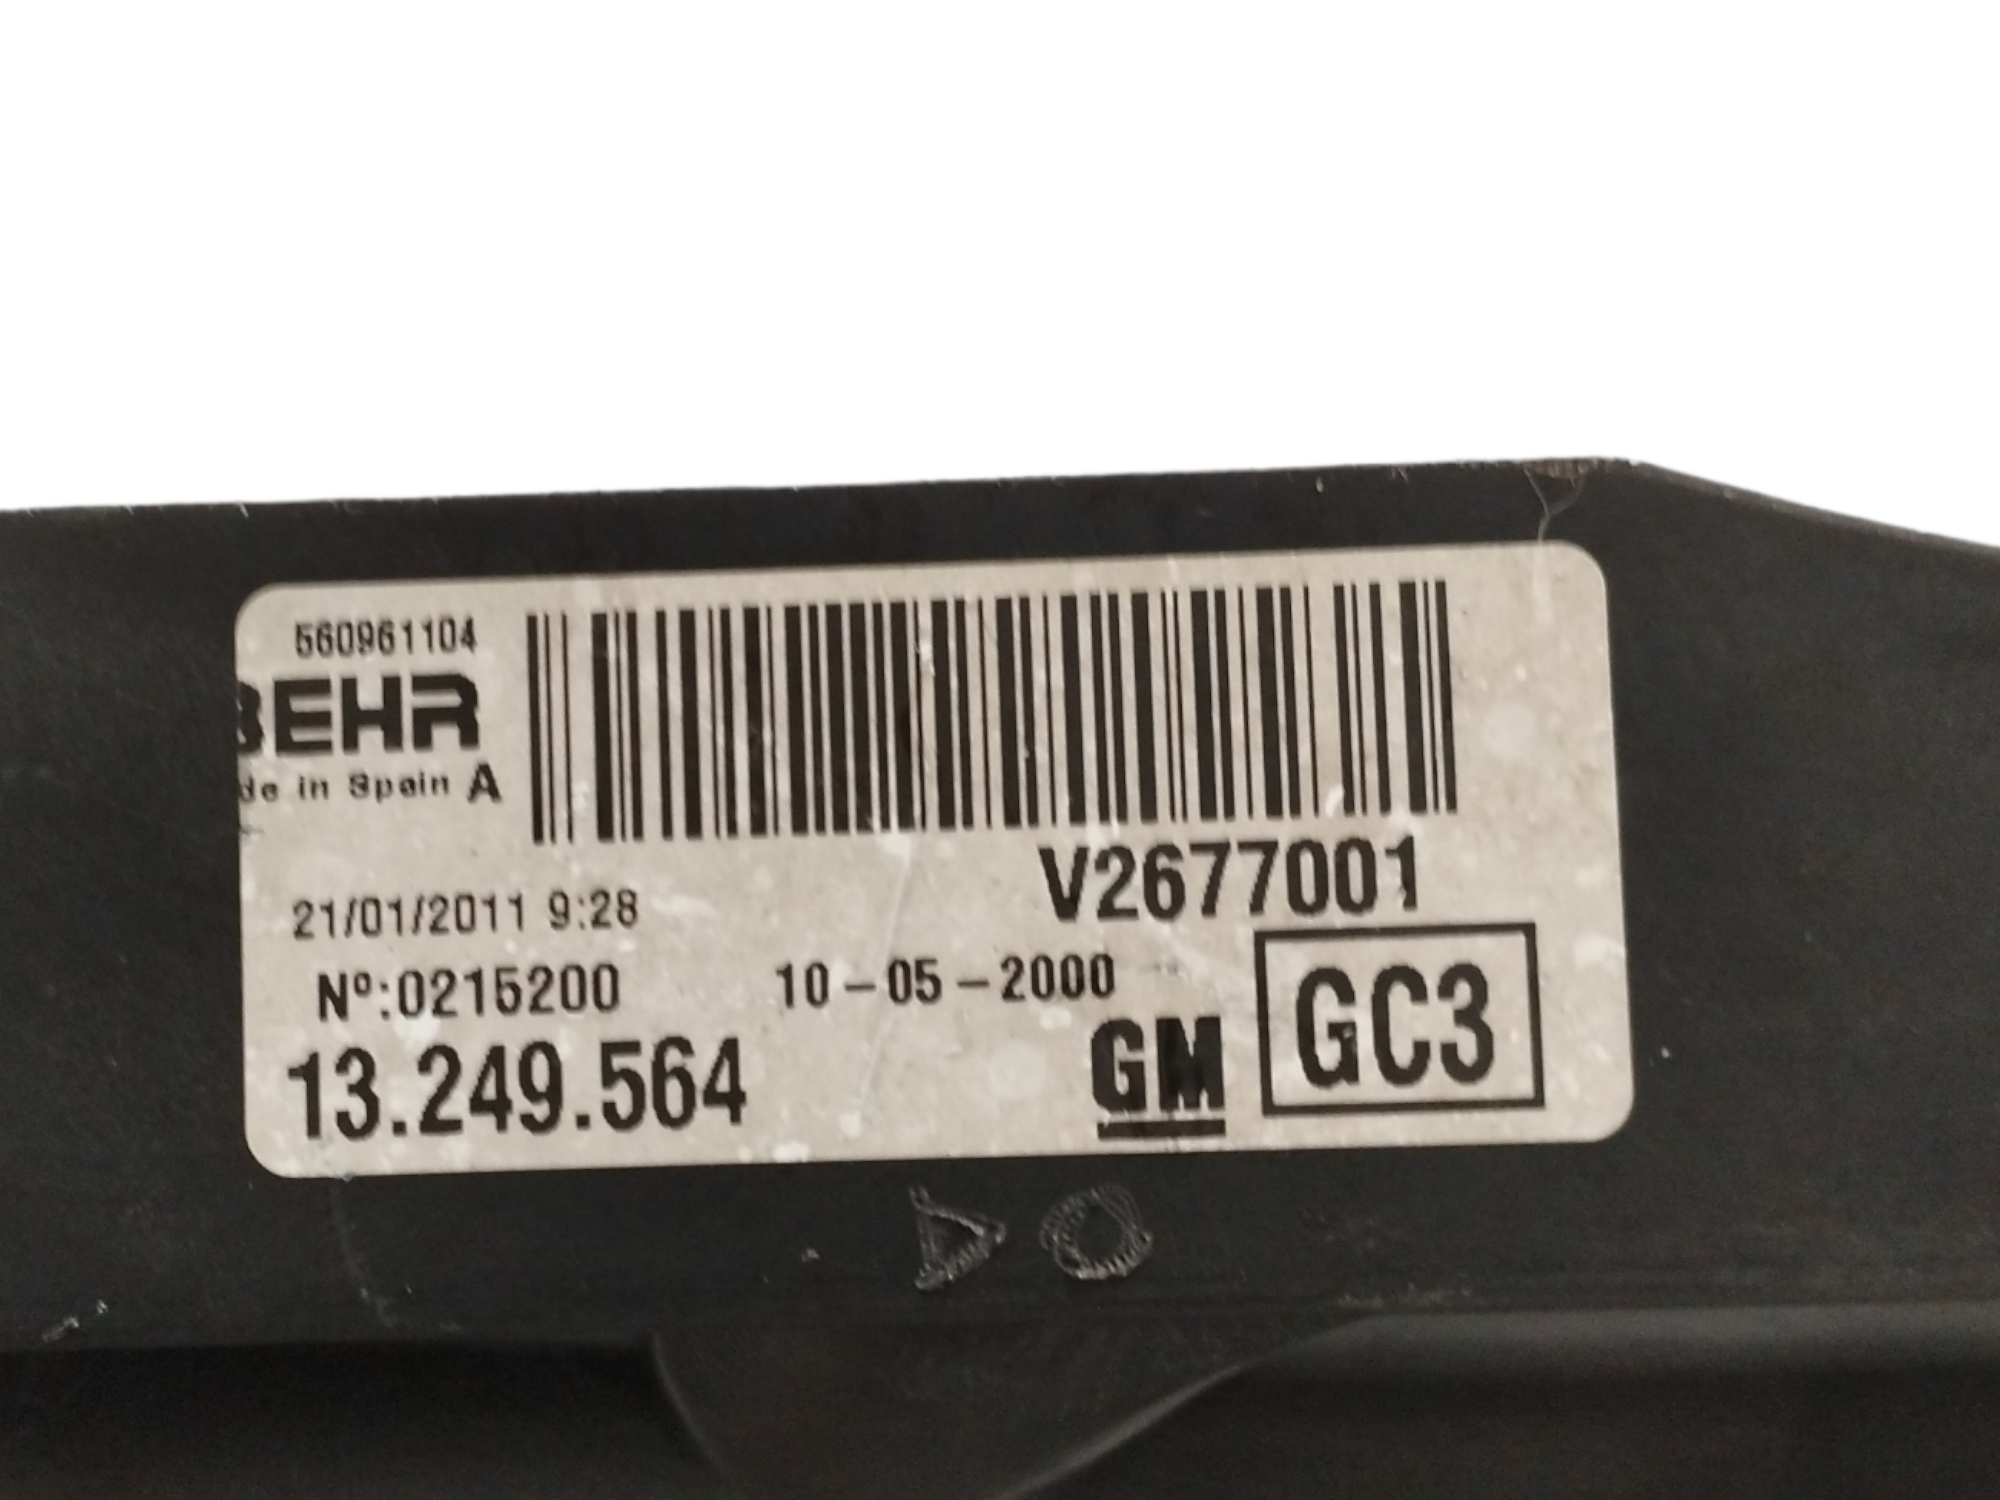 560961104
BEHR
de in Spain A
V2677001
21/01/2011 9:28
Nº:0215200
10-05-2000
13.249.564
GM
GC3